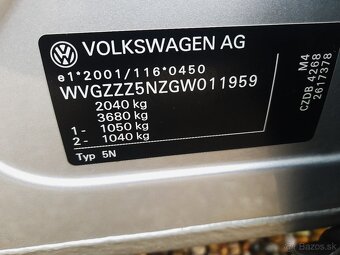 VOLKSWAGEN AG
e1*2001/116*0450
WVGZZZ5NZGW011959
2040 kg
3680 kg
1- 1050 kg
2- 1040 kg
Typ 5N
M4
CZDB 4268
2617378
Bazos.sk